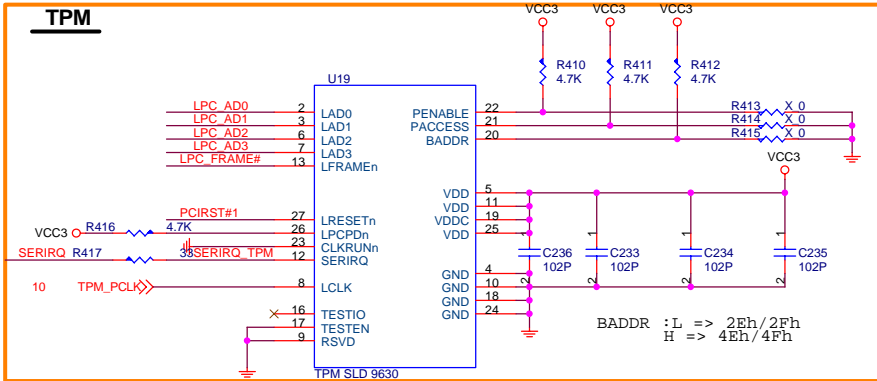 TPM
VCC3 VCC3 VCC3
R410 4.7K
R411 4.7K
R412 4.7K
U19
LPC_AD0 2 LAD0
LPC_AD1 3 LAD1
LPC_AD2 6 LAD2
LPC_AD3 7 LAD3
LPC_FRAME# 13 LFRAMEn
PENABLE 22 R413 X_0
PACCESS 21 R414 X_0
BADDR 20 R415 X_0
VCC3
PCIRST#1 27 LRESETn
VCC3 R416 4.7K 26 LPCPDn
23 CLKRUNn
SERIRQ R417 33 SERIRQ_TPM 12 SERIRQ
10 TPM_PCLK 8 LCLK
16 TESTIO
17 TESTEN
9 RSVD
VDD 5
VDD 11
VDDC 19
VDD 25
GND 4
GND 10
GND 18
GND 24
1 C236 102P 2
1 C233 102P 2
1 C234 102P 2
1 C235 102P 2
BADDR :L => 2Eh/2Fh
H => 4Eh/4Fh
TPM SLD 9630